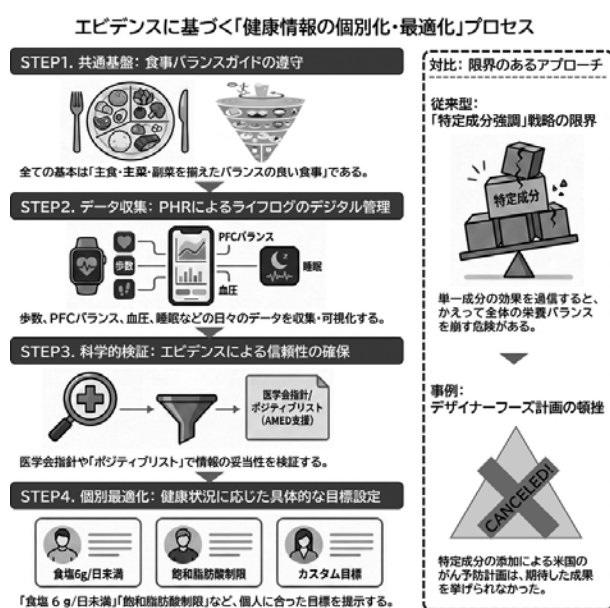 エビデンスに基づく「健康情報の個別化・最適化」プロセス
STEP1. 共通基盤: 食事バランスガイドの遵守
全ての基本は「主食・主菜・副菜を揃えたバランスの良い食事」である。
STEP2. データ収集: PHRによるライフログのデジタル管理
歩数
PFCバランス
血圧
睡眠
歩数、PFCバランス、血圧、睡眠などの日々のデータを収集・可視化する。
STEP3. 科学的検証: エビデンスによる信頼性の確保
医学会指針/
ポジティブリスト
(AMED支援)
医学会指針や「ポジティブリスト」で情報の妥当性を検証する。
STEP4. 個別最適化: 健康状況に応じた具体的な目標設定
食塩6g/日未満
飽和脂肪酸制限
カスタム目標
「食塩 6 g/日未満」「飽和脂肪酸制限」など、個人に合った目標を提示する。
対比: 限界のあるアプローチ
従来型:
「特定成分強調」戦略の限界
特定成分
単一成分の効果を過信すると、
かえって全体の栄養バランス
を崩す危険がある。
事例:
デザイナーフーズ計画の頓挫
CANCELED!
特定成分の添加による米国の
がん予防計画は、期待した成果
を挙げられなかった。